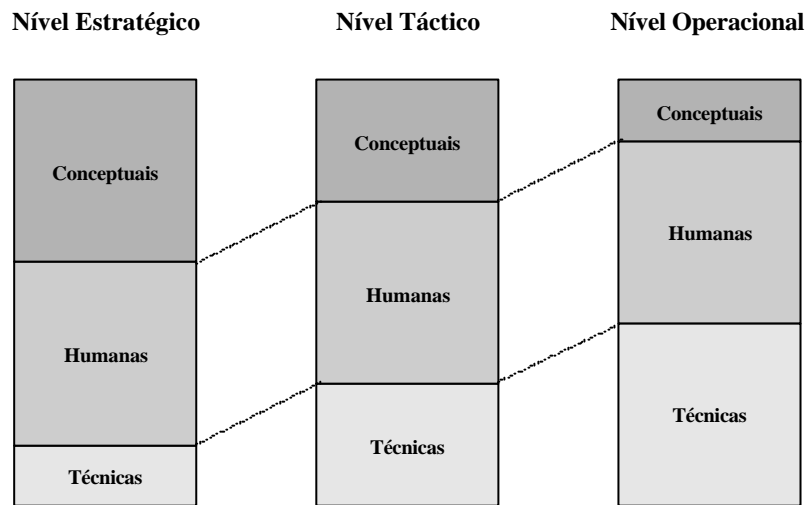 Nível Estratégico
Nível Táctico
Nível Operacional
Conceptuais
Humanas
Técnicas
Conceptuais
Humanas
Técnicas
Conceptuais
Humanas
Técnicas